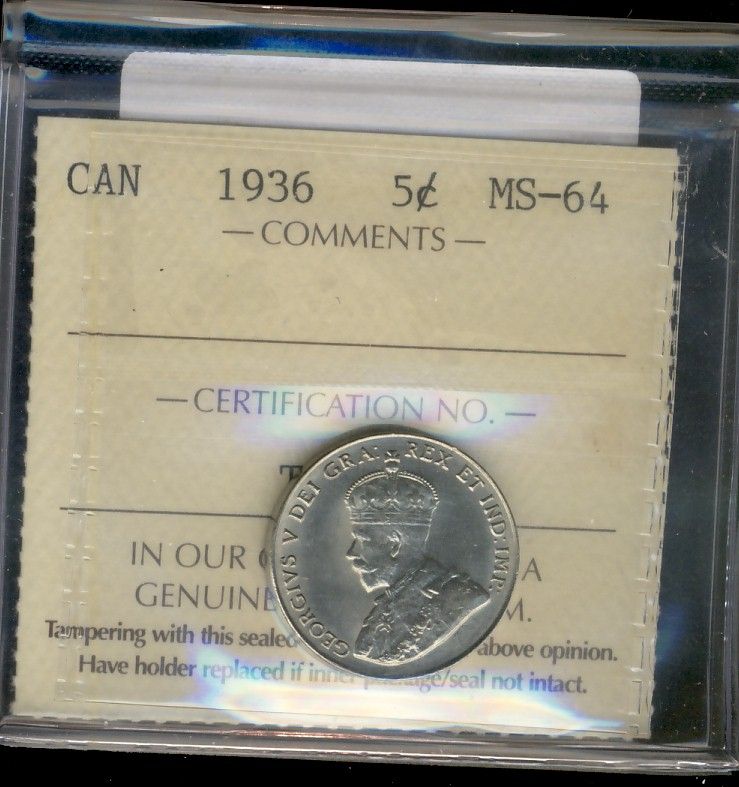 CAN 1936 5¢ MS-64
— COMMENTS —
— CERTIFICATION NO. —
T
GEORGIVS V DEI GRA: REX ET IND: IMP:
IN OUR A
GENUINE M.
Tampering with this sealed above opinion.
Have holder replaced if inner package/seal not intact.